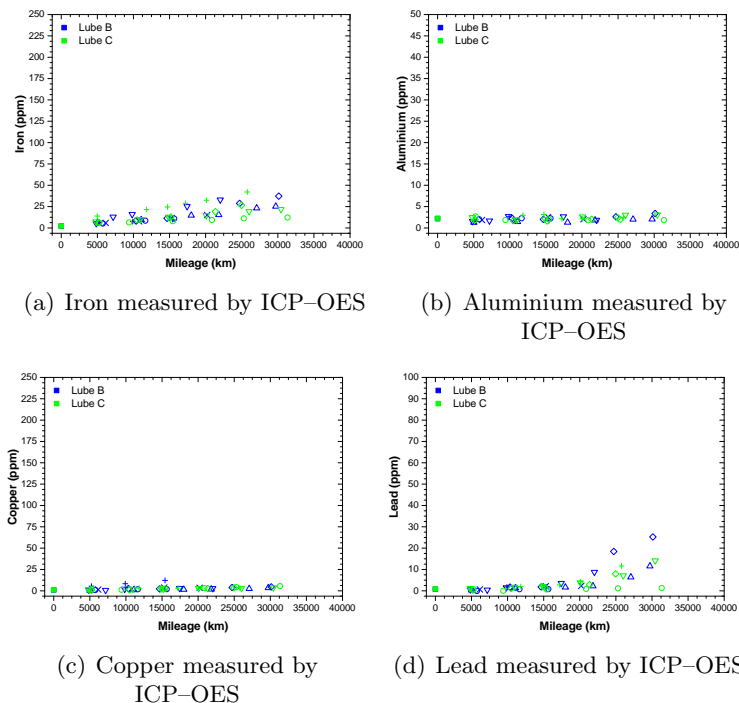 250
225
200
175
150
125
100
75
50
25
0
Iron (ppm)
Lube B
Lube C
0 5000 10000 15000 20000 25000 30000 35000 40000
Mileage (km)
(a) Iron measured by ICP–OES
50
45
40
35
30
25
20
15
10
5
0
Aluminium (ppm)
Lube B
Lube C
0 5000 10000 15000 20000 25000 30000 35000 40000
Mileage (km)
(b) Aluminium measured by
ICP–OES
250
225
200
175
150
125
100
75
50
25
0
Copper (ppm)
Lube B
Lube C
0 5000 10000 15000 20000 25000 30000 35000 40000
Mileage (km)
(c) Copper measured by
ICP–OES
100
90
80
70
60
50
40
30
20
10
0
Lead (ppm)
Lube B
Lube C
0 5000 10000 15000 20000 25000 30000 35000 40000
Mileage (km)
(d) Lead measured by ICP–OES